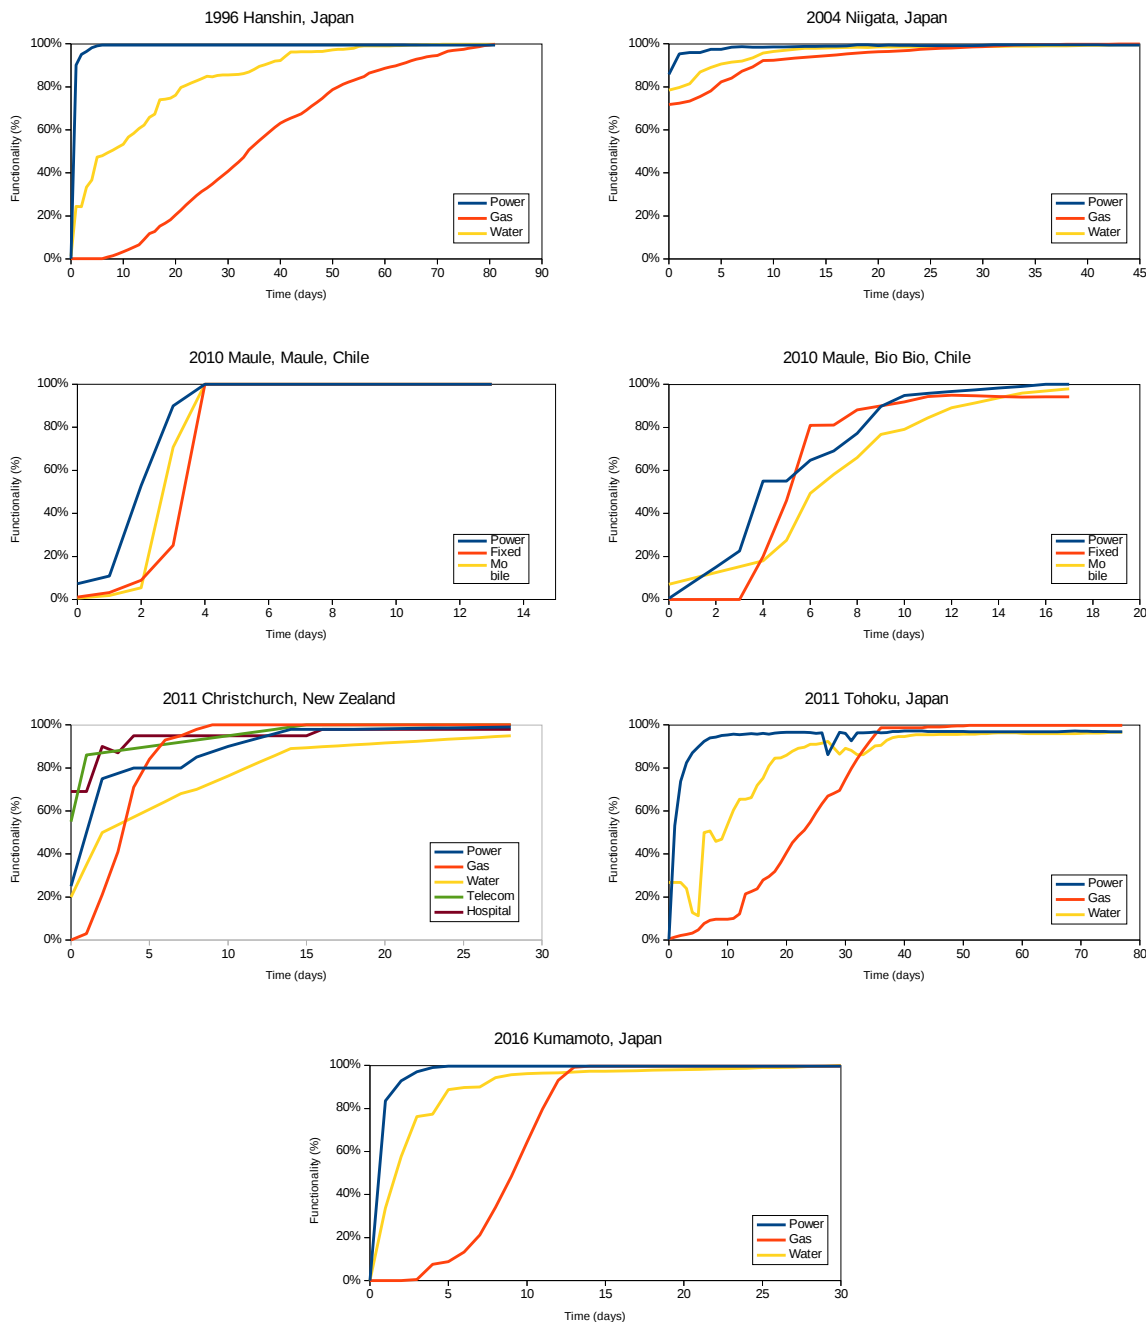 1996 Hanshin, Japan
100%
80%
60%
40%
20%
0%
Functionality (%)
0 10 20 30 40 50 60 70 80 90
Time (days)
Power
Gas
Water
2004 Niigata, Japan
100%
80%
60%
40%
20%
0%
Functionality (%)
0 5 10 15 20 25 30 35 40 45
Time (days)
Power
Gas
Water
2010 Maule, Maule, Chile
100%
80%
60%
40%
20%
0%
Functionality (%)
0 2 4 6 8 10 12 14
Time (days)
Power
Fixed
Mo
bile
2010 Maule, Bio Bio, Chile
100%
80%
60%
40%
20%
0%
Functionality (%)
0 2 4 6 8 10 12 14 16 18 20
Time (days)
Power
Fixed
Mo
bile
2011 Christchurch, New Zealand
100%
80%
60%
40%
20%
0%
Functionality (%)
0 5 10 15 20 25 30
Time (days)
Power
Gas
Water
Telecom
Hospital
2011 Tohoku, Japan
100%
80%
60%
40%
20%
0%
Functionality (%)
0 10 20 30 40 50 60 70 80
Time (days)
Power
Gas
Water
2016 Kumamoto, Japan
100%
80%
60%
40%
20%
0%
Functionality (%)
0 5 10 15 20 25 30
Time (days)
Power
Gas
Water